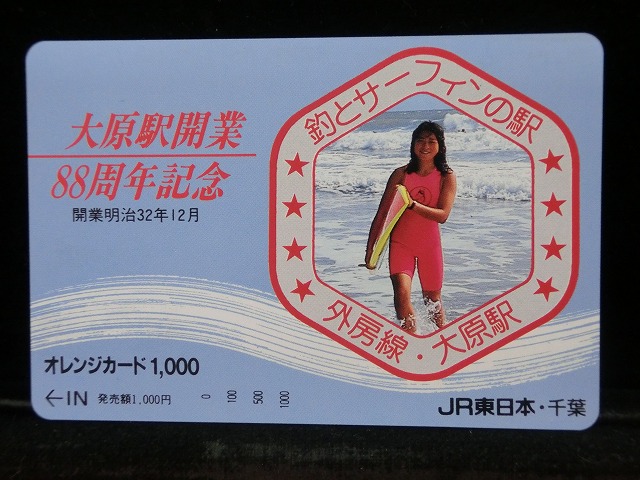 大原駅開業
88周年記念
開業明治32年12月
釣とサーフィンの駅
★★★★
★★★★
外房線・大原駅
オレンジカード1,000
←IN 発売額1,000円 0 100 500 1000
JR東日本・千葉